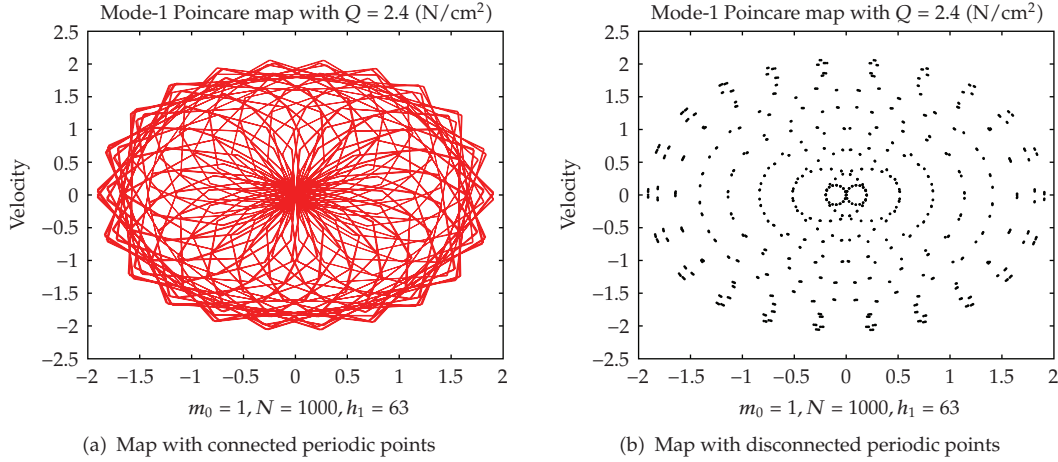 Mode-1 Poincare map with Q = 2.4 (N/cm²)
2.5
2
1.5
1
0.5
0
−0.5
−1
−1.5
−2
−2.5
Velocity
−2 −1.5 −1 −0.5 0 0.5 1 1.5 2
m₀ = 1, N = 1000, h₁ = 63
(a) Map with connected periodic points
Mode-1 Poincare map with Q = 2.4 (N/cm²)
2.5
2
1.5
1
0.5
0
−0.5
−1
−1.5
−2
−2.5
Velocity
−2 −1.5 −1 −0.5 0 0.5 1 1.5 2
m₀ = 1, N = 1000, h₁ = 63
(b) Map with disconnected periodic points